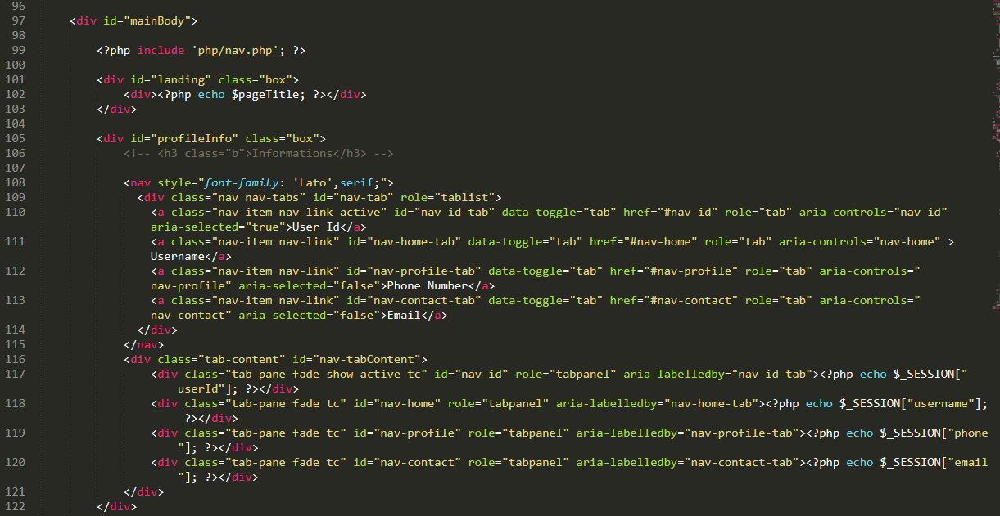 96
97 <div id="mainBody">
98
99 <?php include 'php/nav.php'; ?>
100
101 <div id="landing" class="box">
102 <div><?php echo $pageTitle; ?></div>
103 </div>
104
105 <div id="profileInfo" class="box">
106 <!-- <h3 class="b">Informations</h3> -->
107
108 <nav style="font-family: 'Lato',serif;">
109 <div class="nav nav-tabs" id="nav-tab" role="tablist">
110 <a class="nav-item nav-link active" id="nav-id-tab" data-toggle="tab" href="#nav-id" role="tab" aria-controls="nav-id"
aria-selected="true">User Id</a>
111 <a class="nav-item nav-link" id="nav-home-tab" data-toggle="tab" href="#nav-home" role="tab" aria-controls="nav-home" >
Username</a>
112 <a class="nav-item nav-link" id="nav-profile-tab" data-toggle="tab" href="#nav-profile" role="tab" aria-controls="
nav-profile" aria-selected="false">Phone Number</a>
113 <a class="nav-item nav-link" id="nav-contact-tab" data-toggle="tab" href="#nav-contact" role="tab" aria-controls="
nav-contact" aria-selected="false">Email</a>
114 </div>
115 </nav>
116 <div class="tab-content" id="nav-tabContent">
117 <div class="tab-pane fade show active tc" id="nav-id" role="tabpanel" aria-labelledby="nav-id-tab"><?php echo $_SESSION["
userId"]; ?></div>
118 <div class="tab-pane fade tc" id="nav-home" role="tabpanel" aria-labelledby="nav-home-tab"><?php echo $_SESSION["username"];
?></div>
119 <div class="tab-pane fade tc" id="nav-profile" role="tabpanel" aria-labelledby="nav-profile-tab"><?php echo $_SESSION["phone
"]; ?></div>
120 <div class="tab-pane fade tc" id="nav-contact" role="tabpanel" aria-labelledby="nav-contact-tab"><?php echo $_SESSION["email
"]; ?></div>
121 </div>
122 </div>